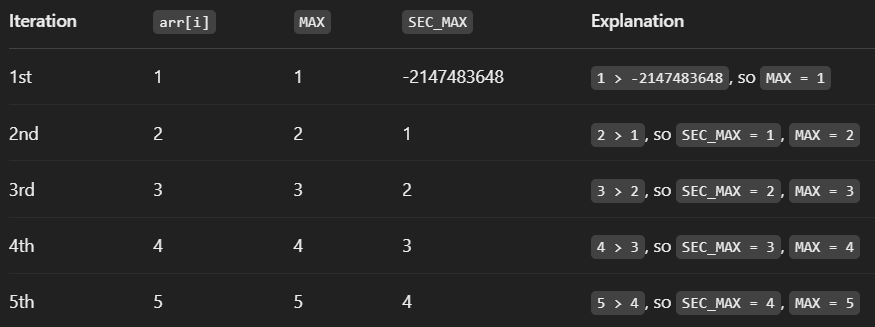 Iteration arr[i] MAX SEC_MAX Explanation
1st 1 1 -2147483648 1 > -2147483648, so MAX = 1
2nd 2 2 1 2 > 1, so SEC_MAX = 1, MAX = 2
3rd 3 3 2 3 > 2, so SEC_MAX = 2, MAX = 3
4th 4 4 3 4 > 3, so SEC_MAX = 3, MAX = 4
5th 5 5 4 5 > 4, so SEC_MAX = 4, MAX = 5